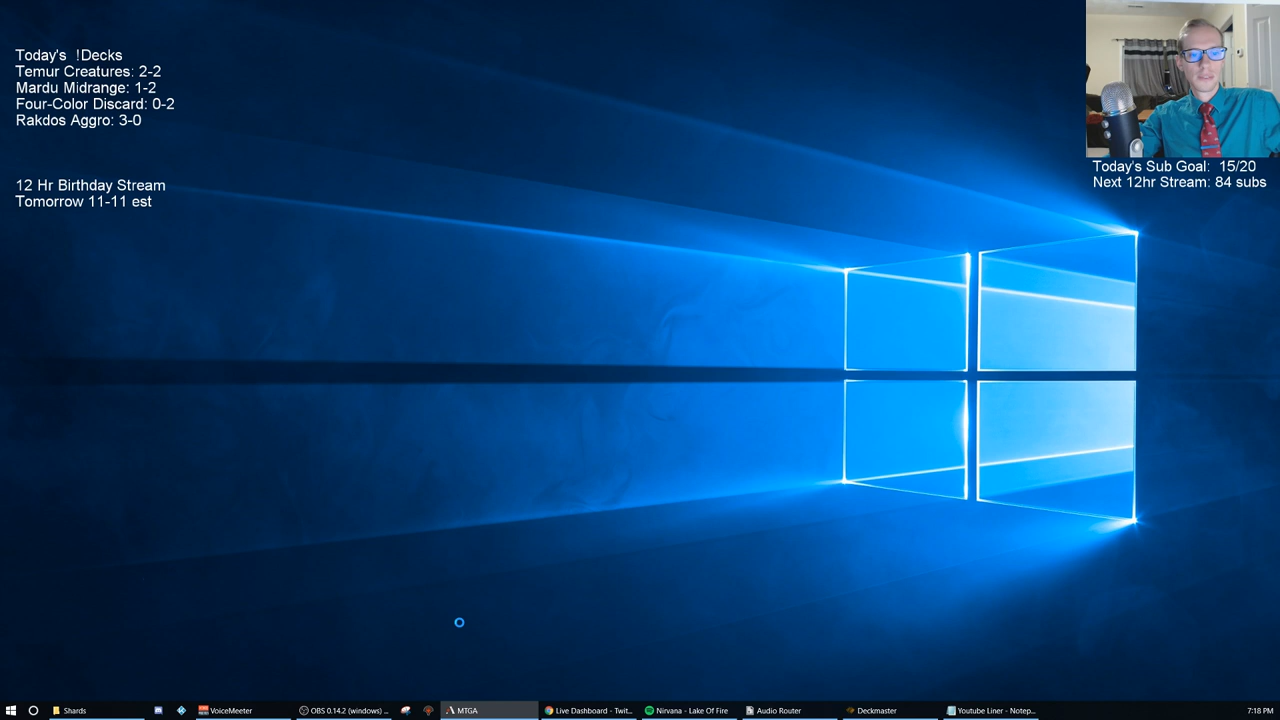 Today's !Decks
Temur Creatures: 2-2
Mardu Midrange: 1-2
Four-Color Discard: 0-2
Rakdos Aggro: 3-0
12 Hr Birthday Stream
Tomorrow 11-11 est
Today's Sub Goal: 15/20
Next 12hr Stream: 84 subs
Shards
VoiceMeeter
OBS 0.14.2 (windows) ...
MTGA
Live Dashboard - Twit...
Nirvana - Lake Of Fire
Audio Router
Deckmaster
Youtube Liner - Notep...
7:18 PM